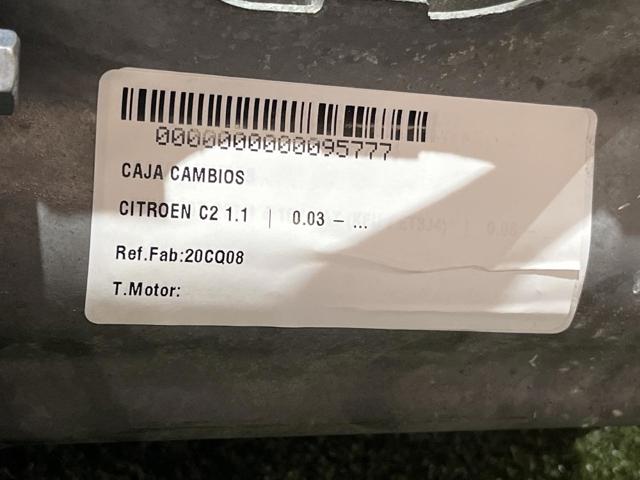 0000000000095777
CAJA CAMBIOS
CITROEN C2 1.1 | 0.03 – ...
Ref.Fab:20CQ08
T.Motor: